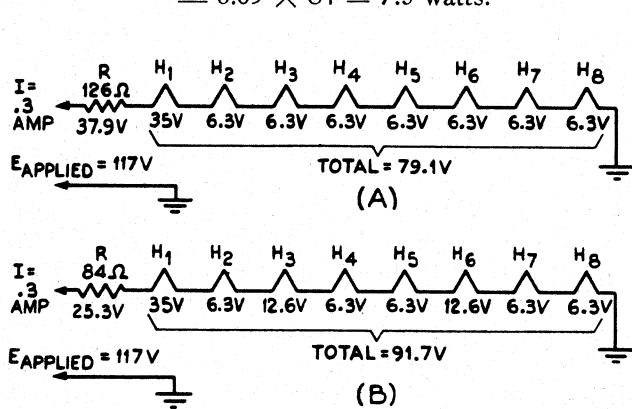 = 6.09 × 84 = 7.5 watts.
R H1 H2 H3 H4 H5 H6 H7 H8
I= 126Ω
.3
AMP 37.9V 35V 6.3V 6.3V 6.3V 6.3V 6.3V 6.3V 6.3V
TOTAL = 79.1V
EAPPLIED = 117V
(A)
R H1 H2 H3 H4 H5 H6 H7 H8
I= 84Ω
.3
AMP 25.3V 35V 6.3V 12.6V 6.3V 6.3V 12.6V 6.3V 6.3V
TOTAL = 91.7V
EAPPLIED = 117V
(B)